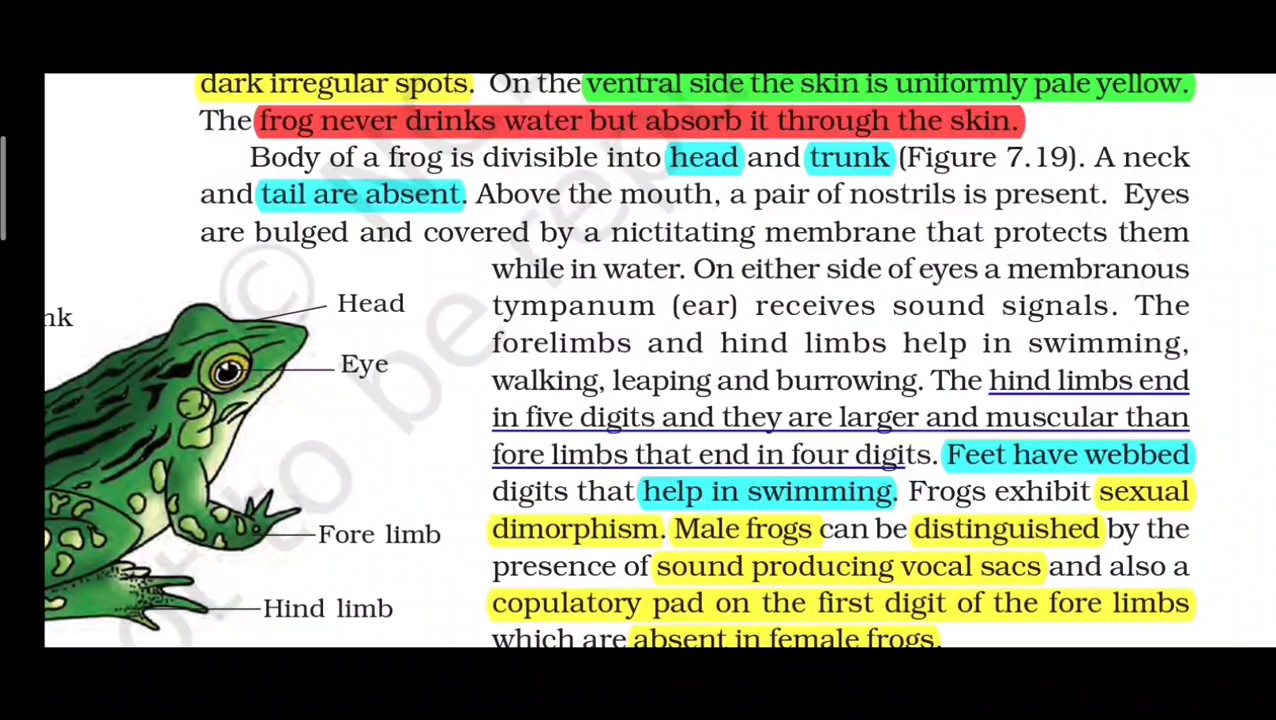 dark irregular spots. On the ventral side the skin is uniformly pale yellow.
The frog never drinks water but absorb it through the skin.
Body of a frog is divisible into head and trunk (Figure 7.19). A neck
and tail are absent. Above the mouth, a pair of nostrils is present. Eyes
are bulged and covered by a nictitating membrane that protects them
while in water. On either side of eyes a membranous
tympanum (ear) receives sound signals. The
forelimbs and hind limbs help in swimming,
walking, leaping and burrowing. The hind limbs end
in five digits and they are larger and muscular than
fore limbs that end in four digits. Feet have webbed
digits that help in swimming. Frogs exhibit sexual
dimorphism. Male frogs can be distinguished by the
presence of sound producing vocal sacs and also a
copulatory pad on the first digit of the fore limbs
which are absent in female frogs.
nk
Head
Eye
Fore limb
Hind limb